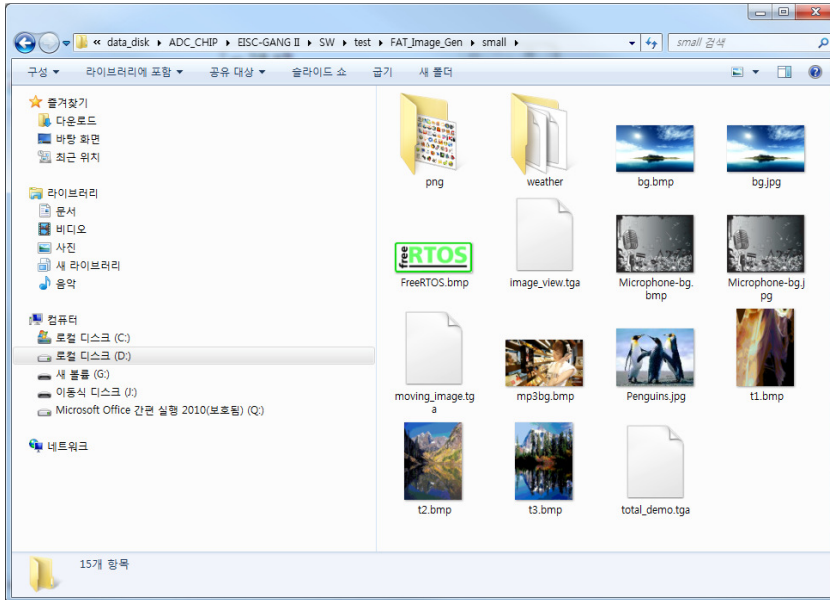 « data_disk ▸ ADC_CHIP ▸ EISC-GANG II ▸ SW ▸ test ▸ FAT_Image_Gen ▸ small ▸
small 검색
구성 ▼ 라이브러리에 포함 ▼ 공유 대상 ▼ 슬라이드 쇼 굽기 새 폴더
즐겨찾기
다운로드
바탕 화면
최근 위치
라이브러리
문서
비디오
사진
새 라이브러리
음악
컴퓨터
로컬 디스크 (C:)
로컬 디스크 (D:)
새 볼륨 (G:)
이동식 디스크 (J:)
Microsoft Office 간편 실행 2010(보호됨) (Q:)
네트워크
png
weather
bg.bmp
bg.jpg
freeRTOS
FreeRTOS.bmp
image_view.tga
Microphone-bg.
bmp
Microphone-bg.j
pg
moving_image.tg
a
mp3bg.bmp
Penguins.jpg
t1.bmp
t2.bmp
t3.bmp
total_demo.tga
15개 항목